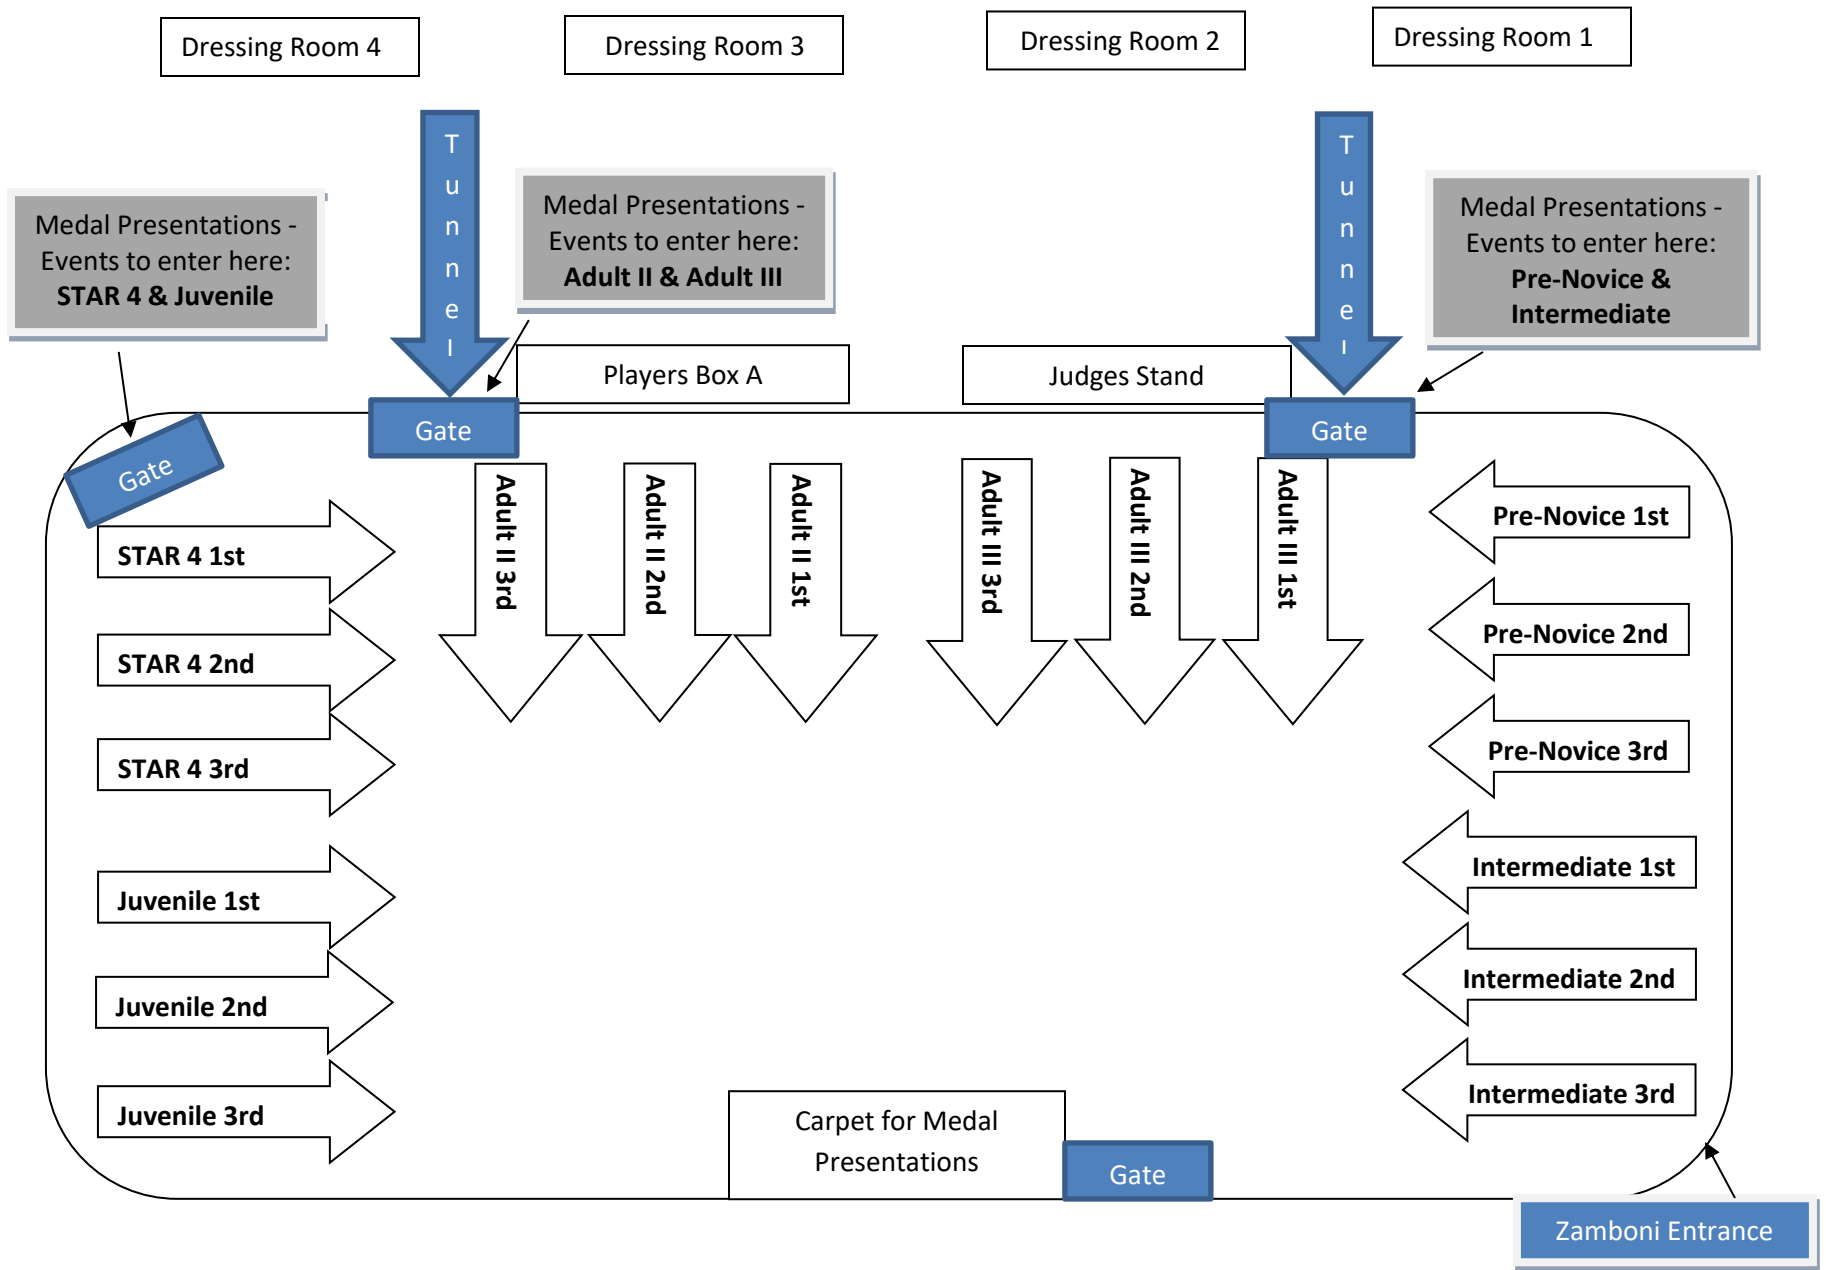 Dressing Room 4
Dressing Room 3
Dressing Room 2
Dressing Room 1
Tunnel
Tunnel
Medal Presentations -
Events to enter here:
STAR 4 & Juvenile
Medal Presentations -
Events to enter here:
Adult II & Adult III
Medal Presentations -
Events to enter here:
Pre-Novice &
Intermediate
Players Box A
Judges Stand
Gate
Gate
Gate
STAR 4 1st
STAR 4 2nd
STAR 4 3rd
Juvenile 1st
Juvenile 2nd
Juvenile 3rd
Adult II 3rd
Adult II 2nd
Adult II 1st
Adult III 3rd
Adult III 2nd
Adult III 1st
Pre-Novice 1st
Pre-Novice 2nd
Pre-Novice 3rd
Intermediate 1st
Intermediate 2nd
Intermediate 3rd
Carpet for Medal
Presentations
Gate
Zamboni Entrance